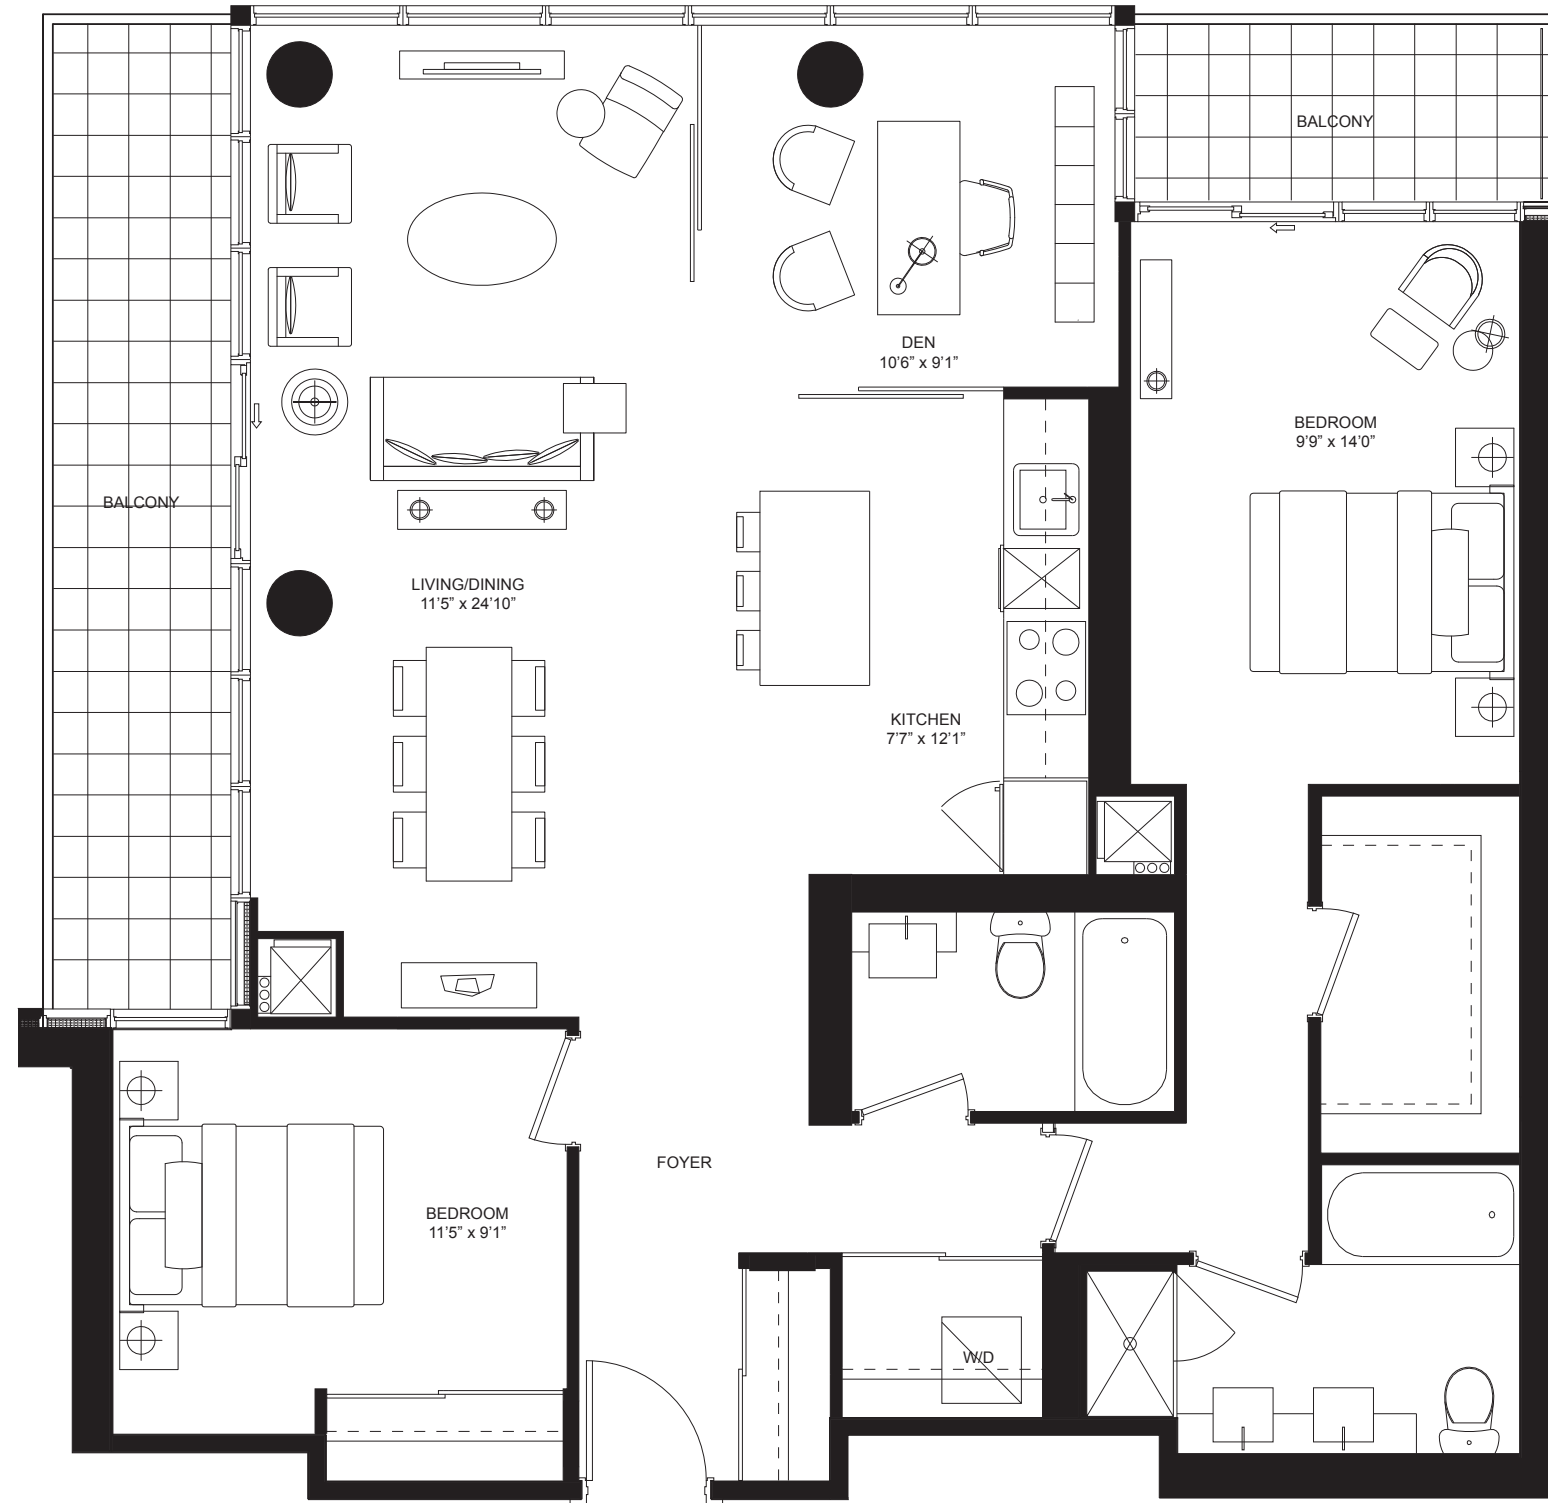 BALCONY
DEN
10'6" x 9'1"
BEDROOM
9'9" x 14'0"
BALCONY
LIVING/DINING
11'5" x 24'10"
KITCHEN
7'7" x 12'1"
FOYER
BEDROOM
11'5" x 9'1"
W/D